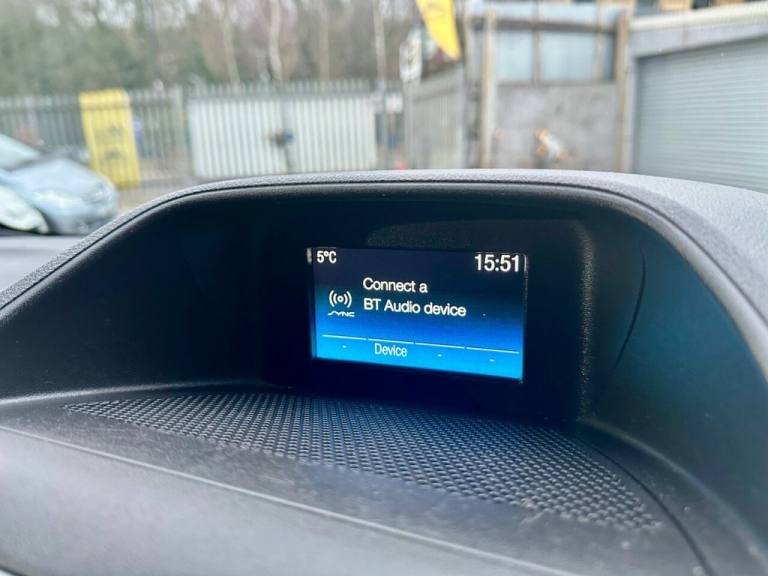 5°C 15:51
Connect a
BT Audio device
SYNC
- Device - -